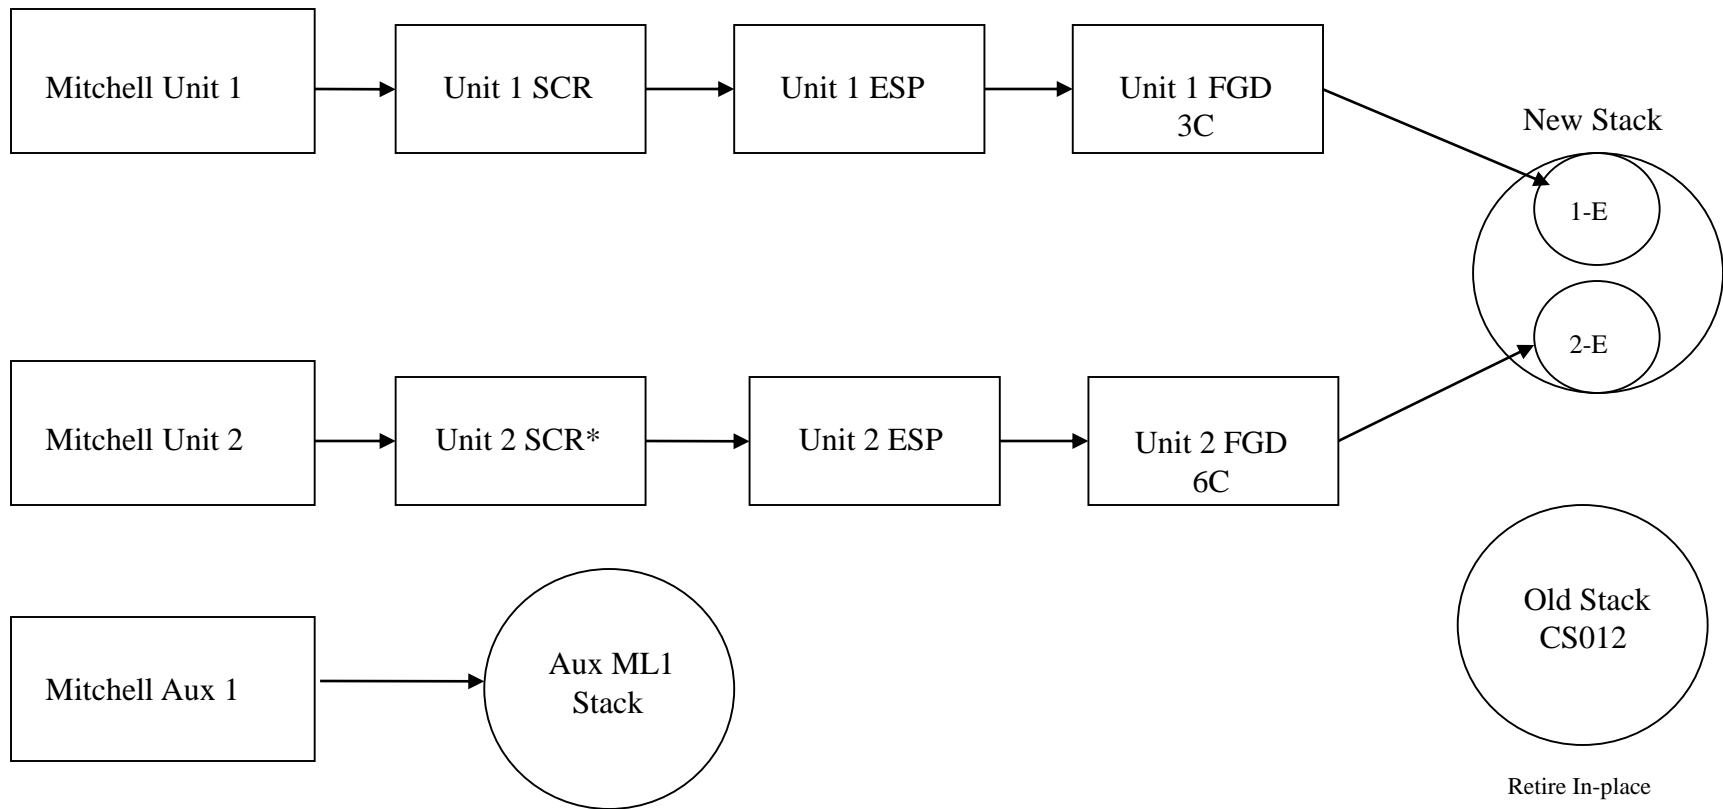 Mitchell Unit 1
Unit 1 SCR
Unit 1 ESP
Unit 1 FGD
3C
New Stack
1-E
2-E
Mitchell Unit 2
Unit 2 SCR*
Unit 2 ESP
Unit 2 FGD
6C
Mitchell Aux 1
Aux ML1
Stack
Old Stack
CS012
Retire In-place